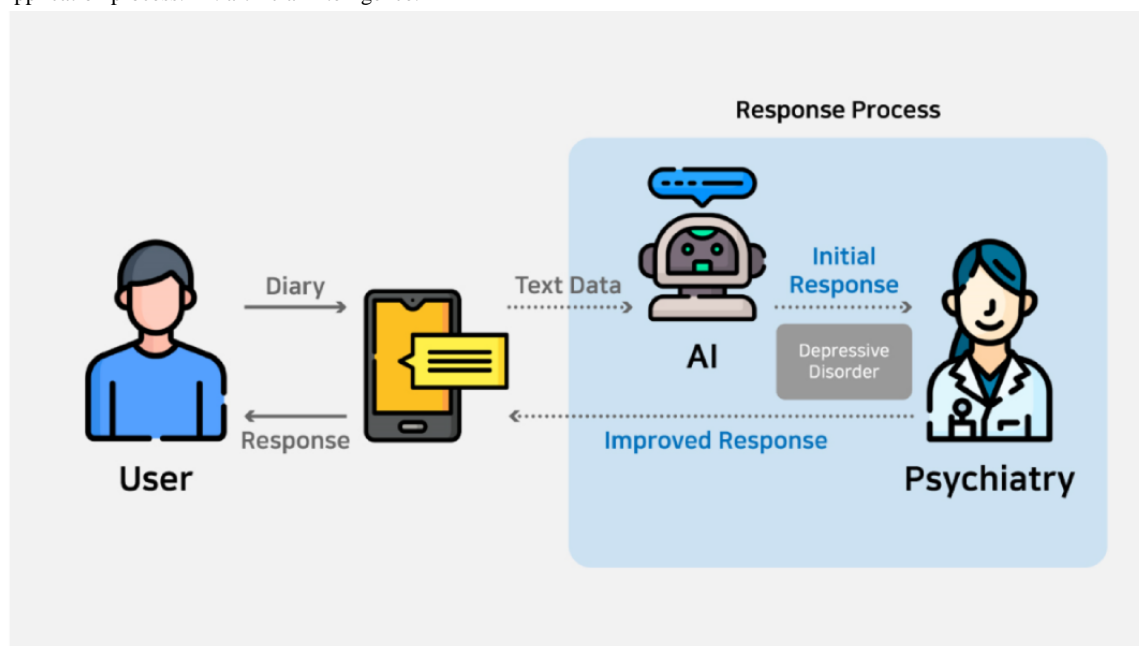 Response Process
Diary
Text Data
Initial
Response
AI
Depressive
Disorder
Response
Improved Response
User
Psychiatry